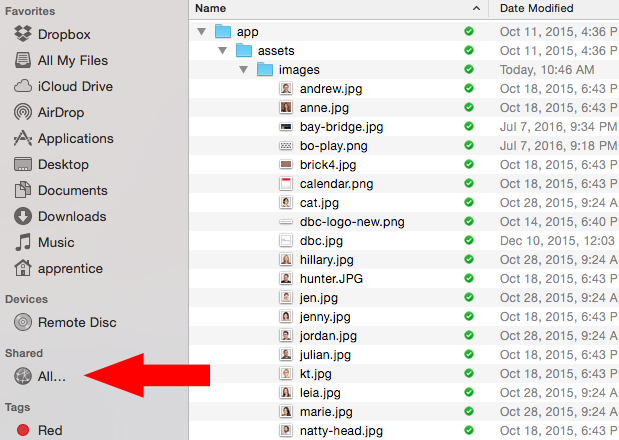 Favorites
Dropbox
All My Files
iCloud Drive
AirDrop
Applications
Desktop
Documents
Downloads
Music
apprentice
Devices
Remote Disc
Shared
All...
Tags
Red
Name Date Modified
app Oct 11, 2015, 4:36 P
assets Oct 11, 2015, 4:36 P
images Today, 10:46 AM
andrew.jpg Oct 18, 2015, 6:43 P
anne.jpg Oct 18, 2015, 6:43 P
bay-bridge.jpg Jul 7, 2016, 9:34 PM
bo-play.png Jul 7, 2016, 9:18 PM
brick4.jpg Oct 18, 2015, 6:43 P
calendar.png Oct 18, 2015, 6:43 P
cat.jpg Oct 28, 2015, 9:24 A
dbc-logo-new.png Oct 14, 2015, 6:40 P
dbc.jpg Dec 10, 2015, 12:03
hillary.jpg Oct 28, 2015, 9:24 A
hunter.JPG Oct 18, 2015, 6:43 P
jen.jpg Oct 28, 2015, 9:24 A
jenny.jpg Oct 18, 2015, 6:43 P
jordan.jpg Oct 28, 2015, 9:24 A
julian.jpg Oct 18, 2015, 6:43 P
kt.jpg Oct 18, 2015, 6:43 P
leia.jpg Oct 28, 2015, 9:24 A
marie.jpg Oct 28, 2015, 9:24 A
natty-head.jpg Oct 18, 2015, 6:43 P